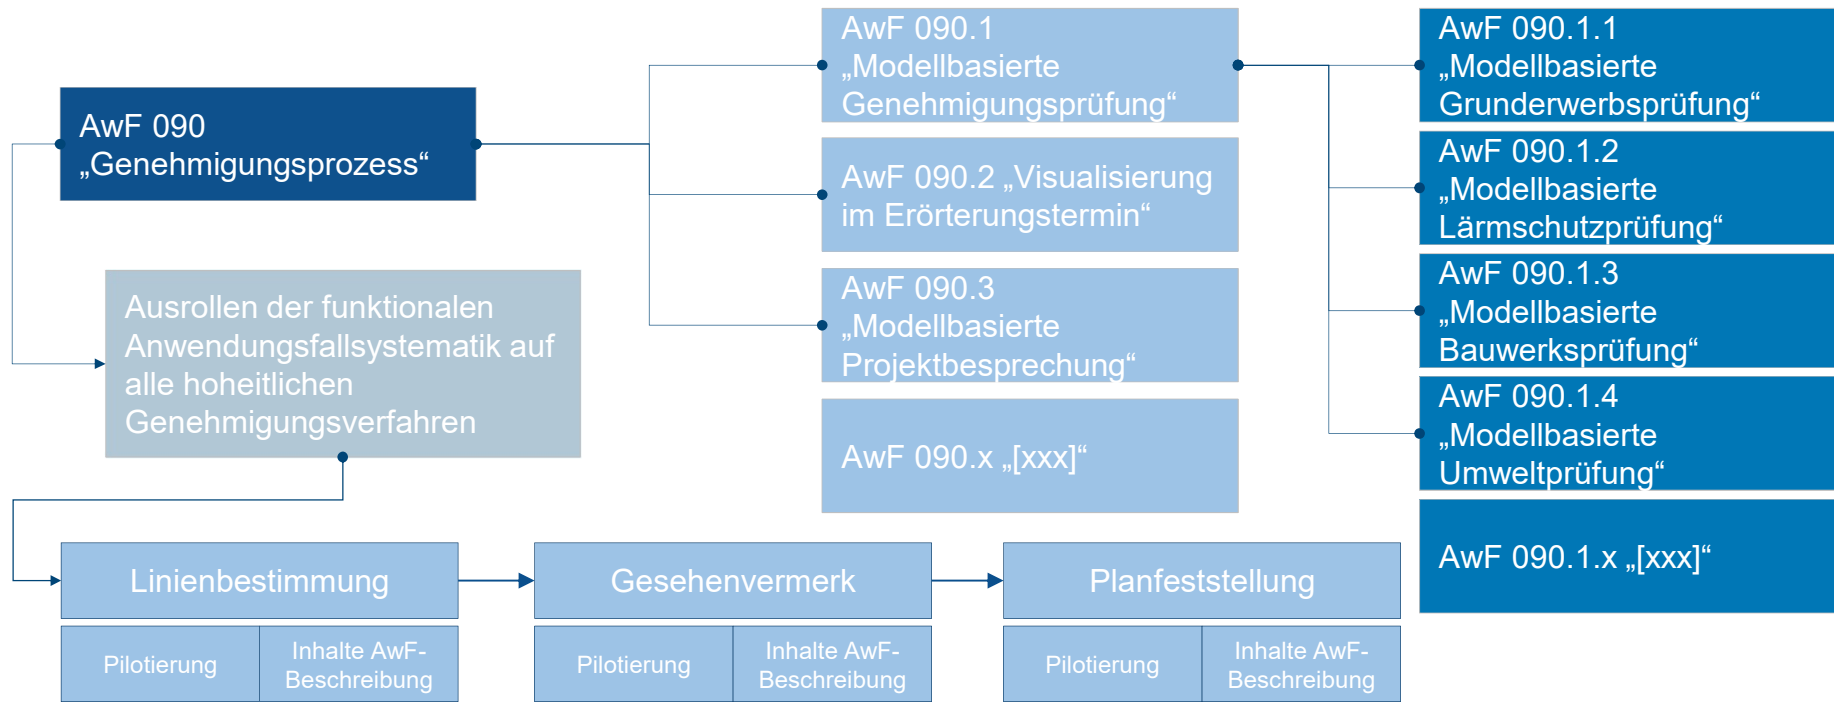 AwF 090
„Genehmigungsprozess“
Ausrollen der funktionalen
Anwendungsfallsystematik auf
alle hoheitlichen
Genehmigungsverfahren
AwF 090.1
„Modellbasierte
Genehmigungsprüfung“
AwF 090.2 „Visualisierung
im Erörterungstermin“
AwF 090.3
„Modellbasierte
Projektbesprechung“
AwF 090.x „[xxx]“
AwF 090.1.1
„Modellbasierte
Grunderwerbsprüfung“
AwF 090.1.2
„Modellbasierte
Lärmschutzprüfung“
AwF 090.1.3
„Modellbasierte
Bauwerksprüfung“
AwF 090.1.4
„Modellbasierte
Umweltprüfung“
AwF 090.1.x „[xxx]“
Linienbestimmung
Pilotierung
Inhalte AwF-
Beschreibung
Gesehenvermerk
Pilotierung
Inhalte AwF-
Beschreibung
Planfeststellung
Pilotierung
Inhalte AwF-
Beschreibung